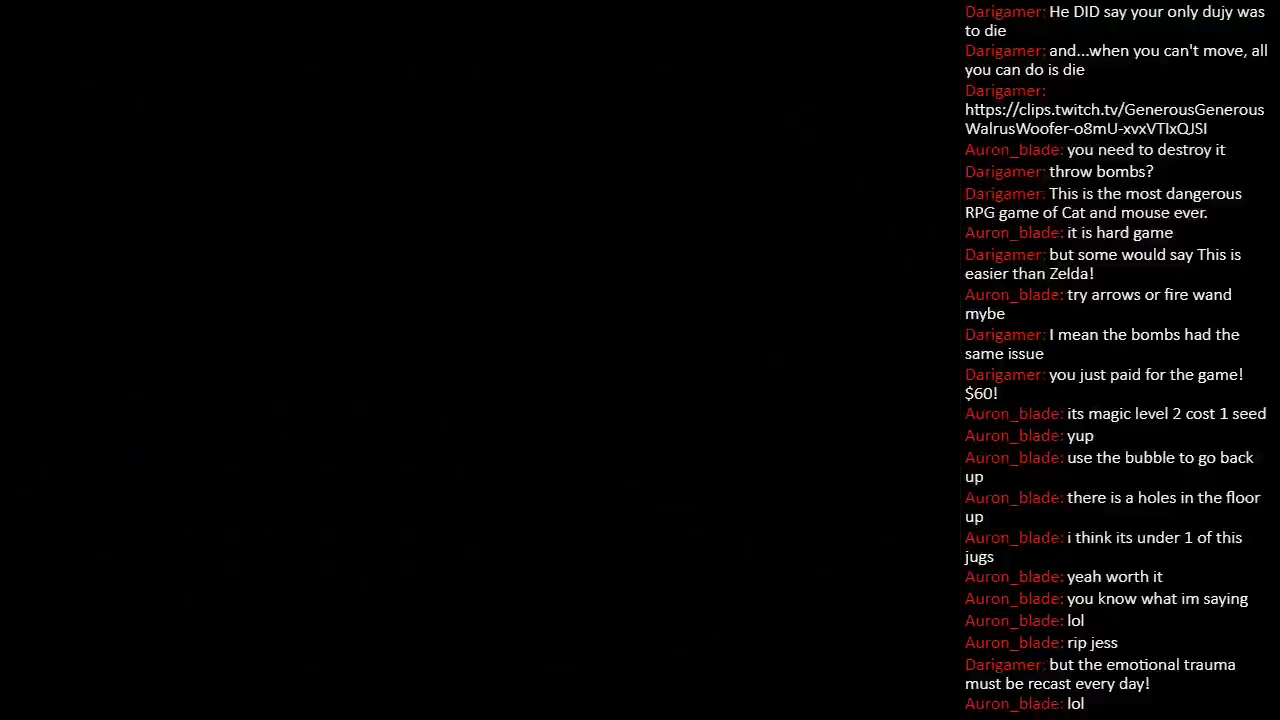 Darigamer: He DID say your only dujy was
to die
Darigamer: and...when you can't move, all
you can do is die
Darigamer:
https://clips.twitch.tv/GenerousGenerous
WalrusWoofer-o8mU-xvxVTIxQJSI
Auron_blade: you need to destroy it
Darigamer: throw bombs?
Darigamer: This is the most dangerous
RPG game of Cat and mouse ever.
Auron_blade: it is hard game
Darigamer: but some would say This is
easier than Zelda!
Auron_blade: try arrows or fire wand
mybe
Darigamer: I mean the bombs had the
same issue
Darigamer: you just paid for the game!
$60!
Auron_blade: its magic level 2 cost 1 seed
Auron_blade: yup
Auron_blade: use the bubble to go back
up
Auron_blade: there is a holes in the floor
up
Auron_blade: i think its under 1 of this
jugs
Auron_blade: yeah worth it
Auron_blade: you know what im saying
Auron_blade: lol
Auron_blade: rip jess
Darigamer: but the emotional trauma
must be recast every day!
Auron_blade: lol